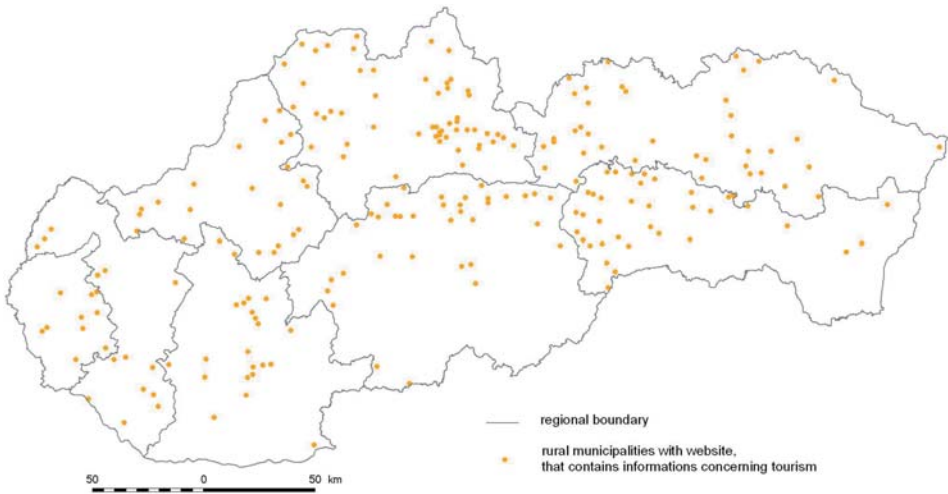 regional boundary
rural municipalities with website,
that contains informations concerning tourism
50 0 50 km